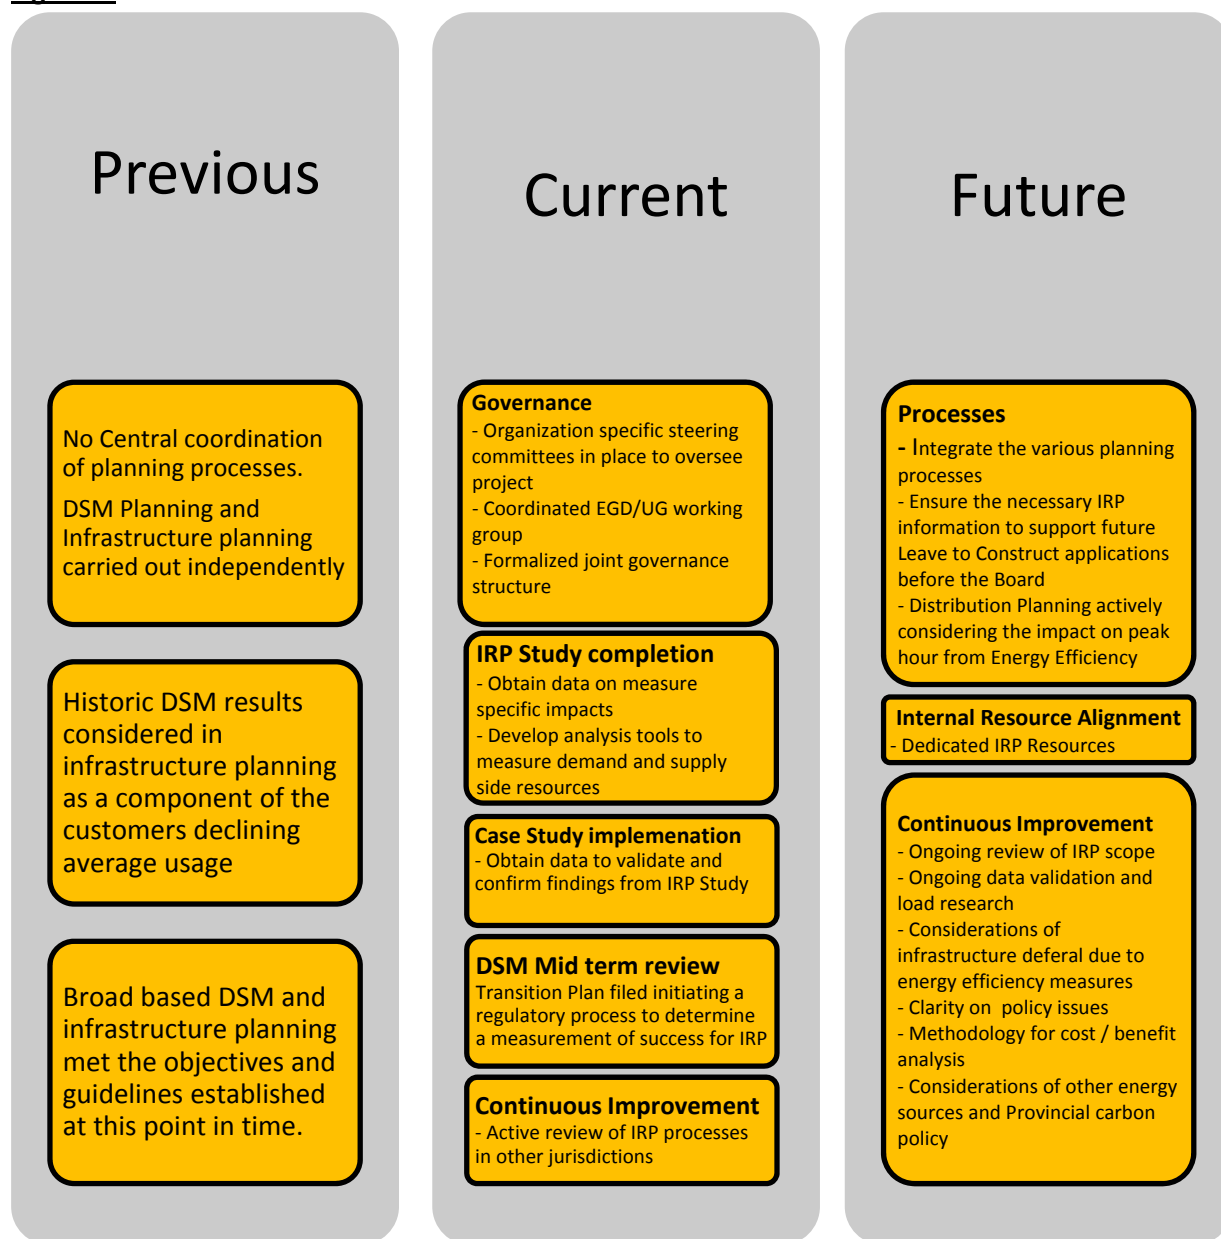 Previous
No Central coordination
of planning processes.
DSM Planning and
Infrastructure planning
carried out independently
Historic DSM results
considered in
infrastructure planning
as a component of the
customers declining
average usage
Broad based DSM and
infrastructure planning
met the objectives and
guidelines established
at this point in time.
Current
Governance
- Organization specific steering
committees in place to oversee
project
- Coordinated EGD/UG working
group
- Formalized joint governance
structure
IRP Study completion
- Obtain data on measure
specific impacts
- Develop analysis tools to
measure demand and supply
side resources
Case Study implemenation
- Obtain data to validate and
confirm findings from IRP Study
DSM Mid term review
Transition Plan filed initiating a
regulatory process to determine
a measurement of success for IRP
Continuous Improvement
- Active review of IRP processes
in other jurisdictions
Future
Processes
- Integrate the various planning
processes
- Ensure the necessary IRP
information to support future
Leave to Construct applications
before the Board
- Distribution Planning actively
considering the impact on peak
hour from Energy Efficiency
Internal Resource Alignment
- Dedicated IRP Resources
Continuous Improvement
- Ongoing review of IRP scope
- Ongoing data validation and
load research
- Considerations of
infrastructure deferal due to
energy efficiency measures
- Clarity on  policy issues
- Methodology for cost / benefit
analysis
- Considerations of other energy
sources and Provincial carbon
policy